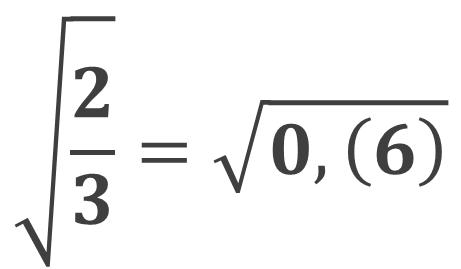 √(2/3) = √0,(6)